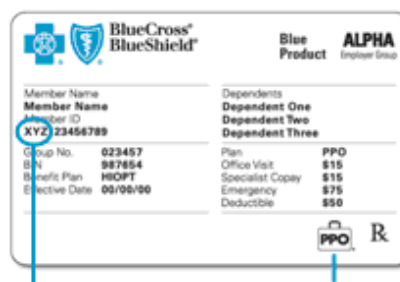 BlueCross®
BlueShield®
Blue
Product
ALPHA
Employer Group
Member Name
Member Name
Member ID
XYZ 23456789
Dependents
Dependent One
Dependent Two
Dependent Three
Group No. 023457
BIN 987654
Benefit Plan HIOPT
Effective Date 00/00/00
Plan PPO
Office Visit $15
Specialist Copay $15
Emergency $75
Deductible $50
PPO
Rx